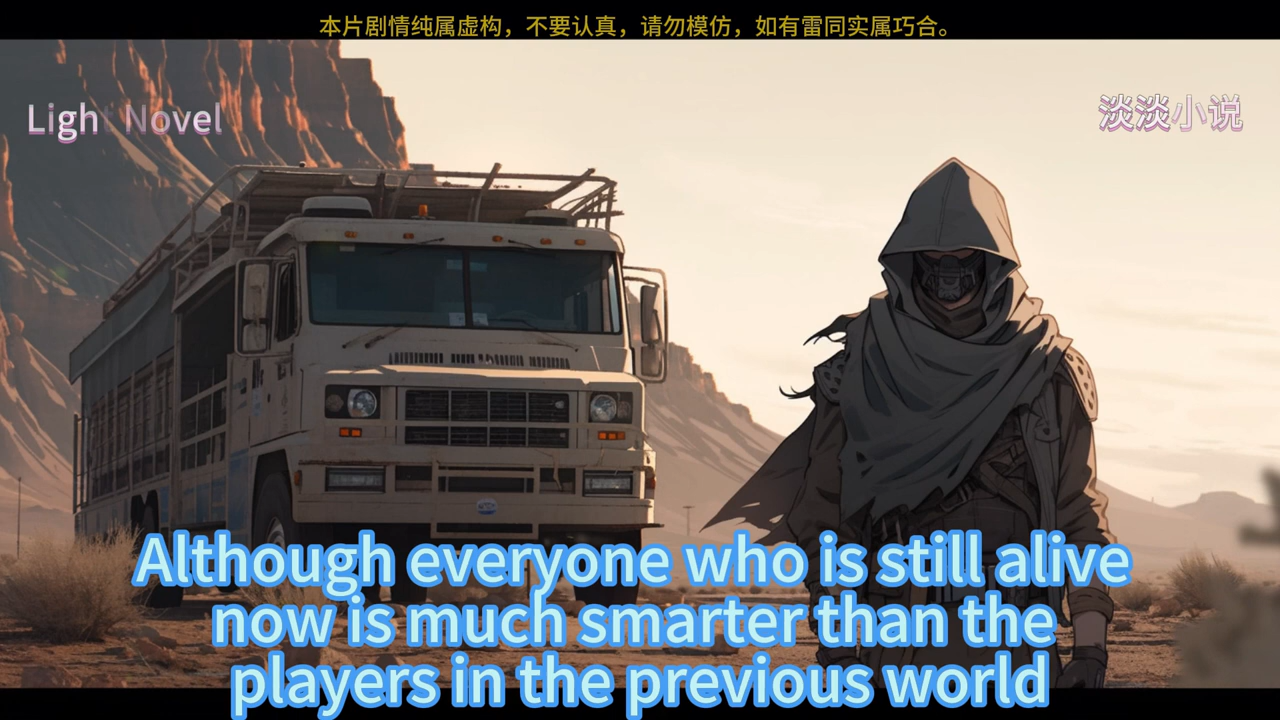 本片剧情纯属虚构，不要认真，请勿模仿，如有雷同实属巧合。
Light Novel
淡淡小说
Although everyone who is still alive
now is much smarter than the
players in the previous world